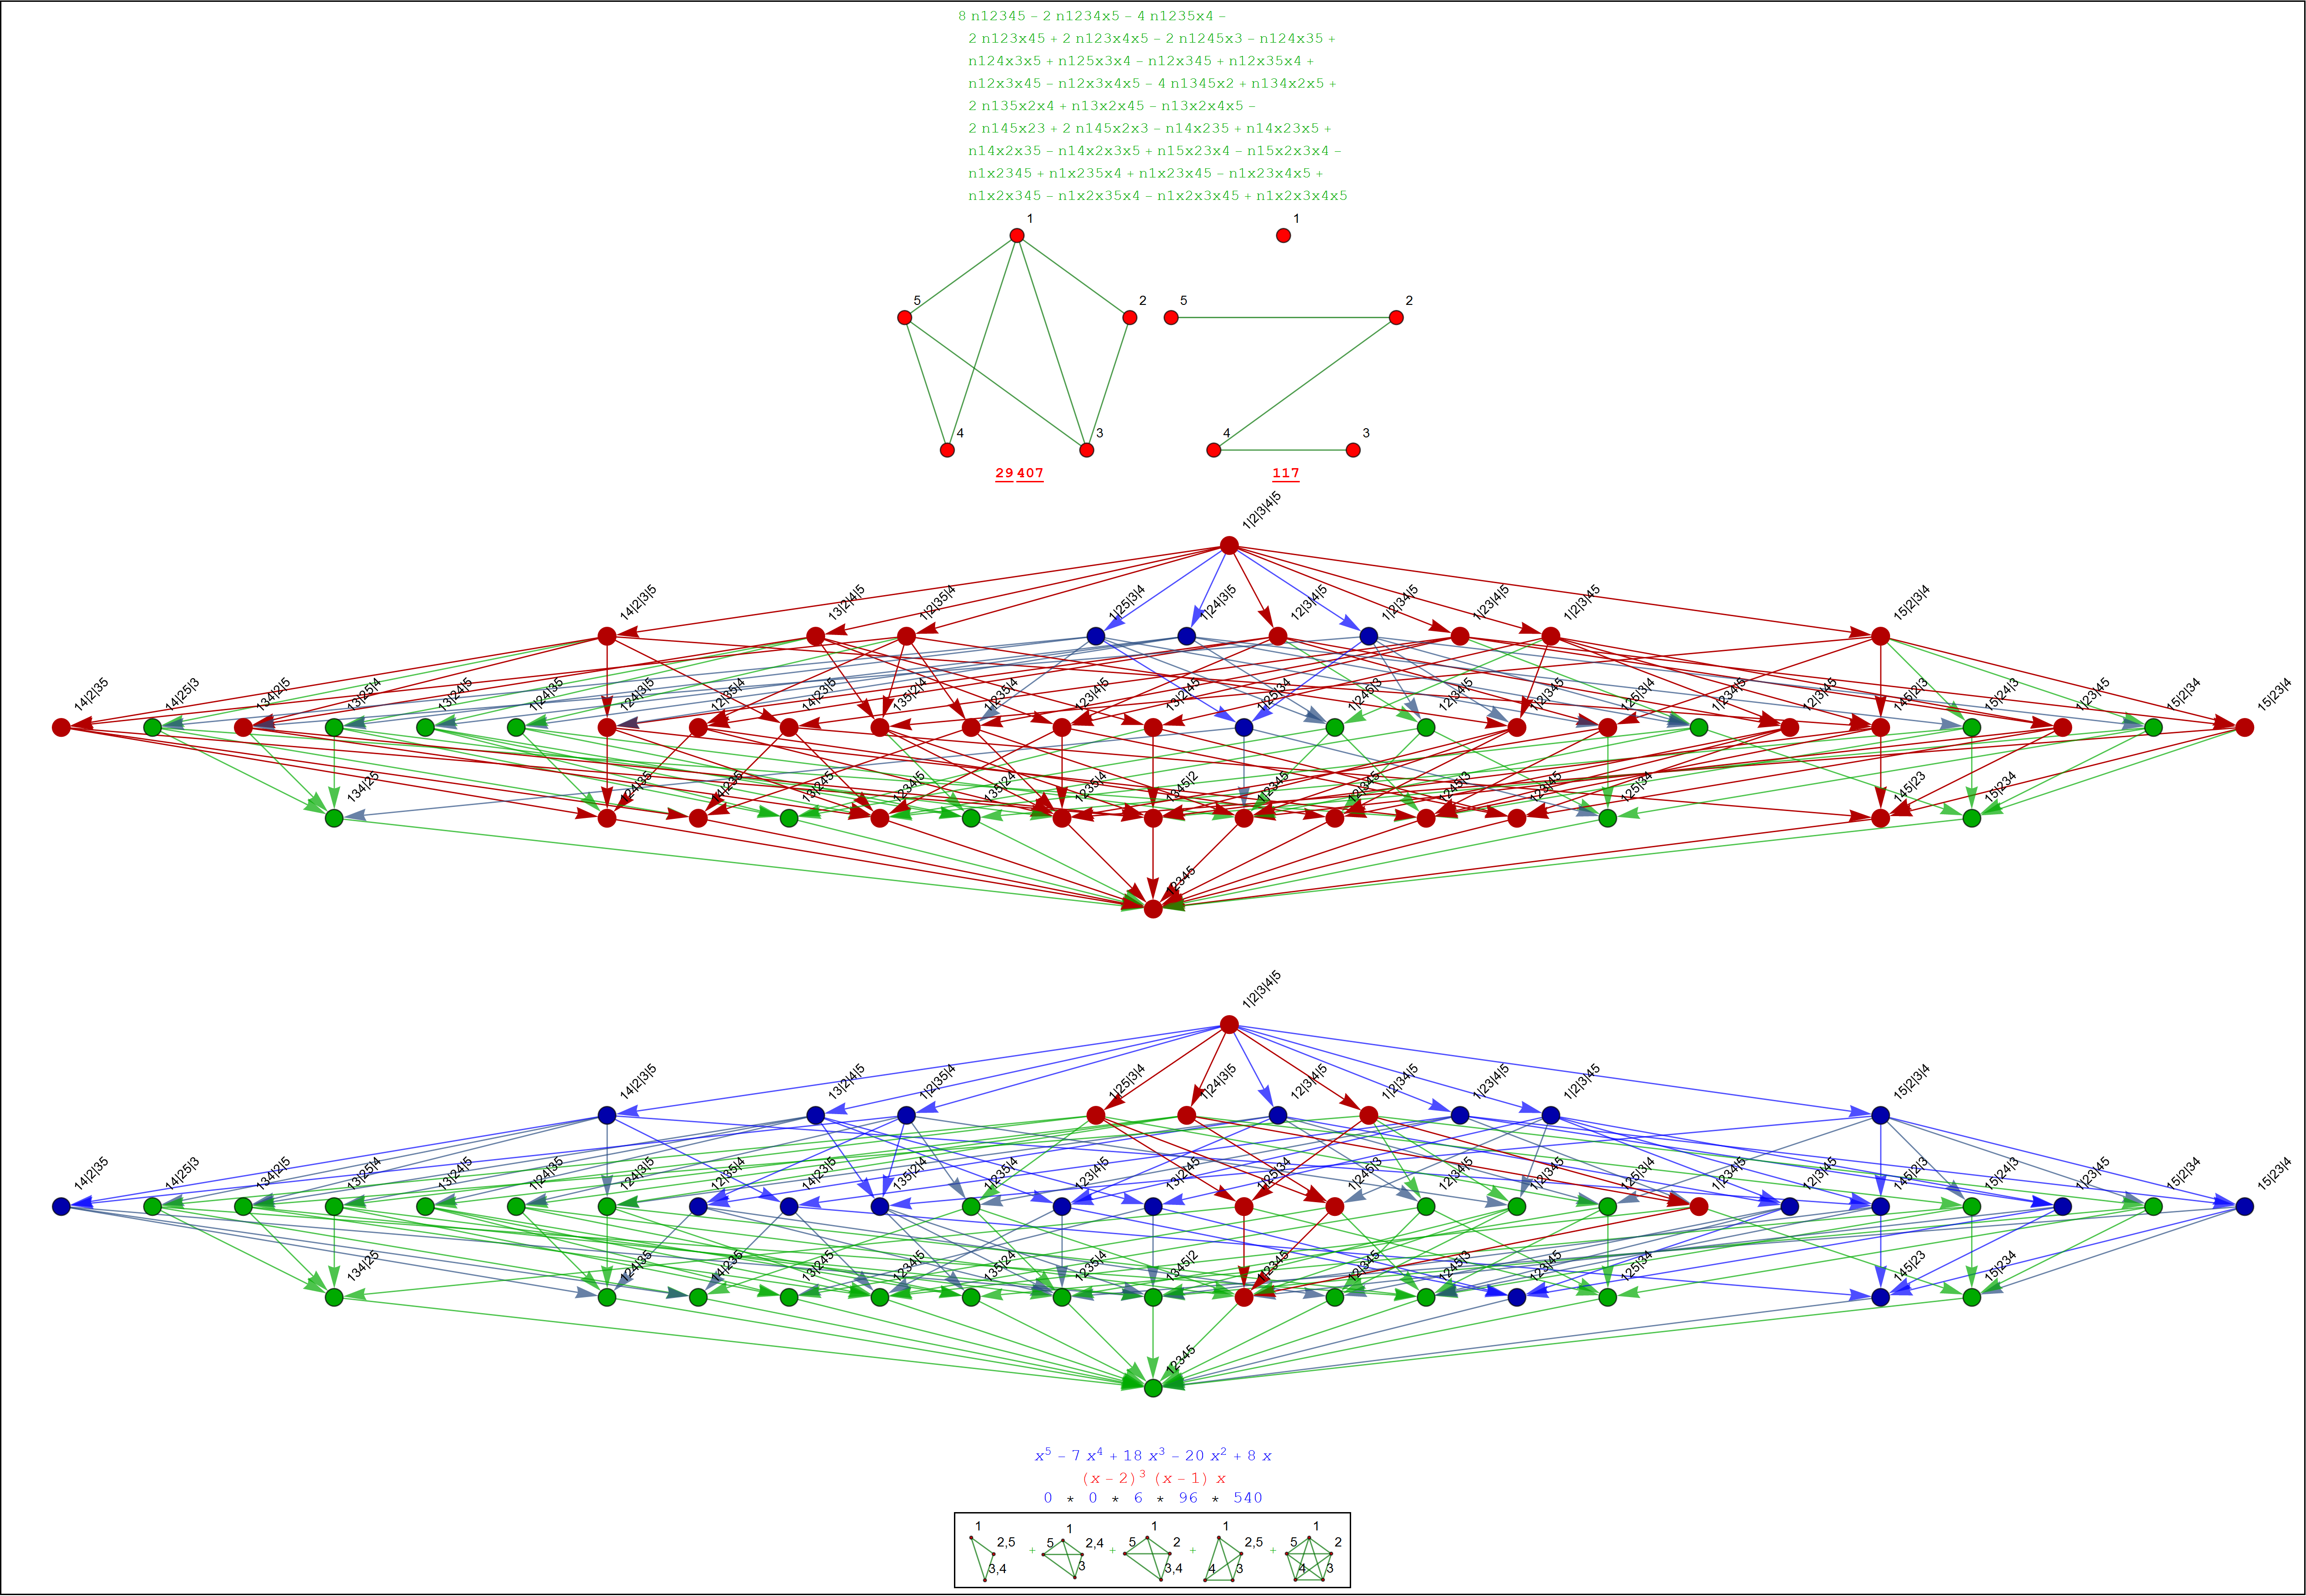 8 n12345 – 2 n1234x5 – 4 n1235x4 –
2 n123x45 + 2 n123x4x5 – 2 n1245x3 – n124x35 +
n124x3x5 + n125x3x4 – n12x345 + n12x35x4 +
n12x3x45 – n12x3x4x5 – 4 n1345x2 + n134x2x5 +
2 n135x2x4 + n13x2x45 – n13x2x4x5 –
2 n145x23 + 2 n145x2x3 – n14x235 + n14x23x5 +
n14x2x35 – n14x2x3x5 + n15x23x4 – n15x2x3x4 –
n1x2345 + n1x235x4 + n1x23x45 – n1x23x4x5 +
n1x2x345 – n1x2x35x4 – n1x2x3x45 + n1x2x3x4x5
1 1
5 2 5 2
4 3 4 3
29 407 117
1|2|3|4|5
14|2|3|5 13|2|4|5 1|2|35|4 1|25|3|4 1|24|3|5 12|3|4|5 1|2|34|5 1|23|4|5 1|2|3|45 15|2|3|4
14|2|35 14|25|3 134|2|5 13|25|4 13|24|5 1|24|35 124|3|5 12|35|4 14|23|5 135|2|4 1|235|4 123|4|5 13|2|45 1|25|34 1|245|3 12|34|5 1|2|345 125|3|4 1|234|5 12|3|45 145|2|3 15|24|3 1|23|45 15|2|34 15|23|4
134|25 124|35 14|235 13|245 1234|5 135|24 1235|4 1345|2 1|2345 12|345 1245|3 123|45 125|34 145|23 15|234
12345
1|2|3|4|5
14|2|3|5 13|2|4|5 1|2|35|4 1|25|3|4 1|24|3|5 12|3|4|5 1|2|34|5 1|23|4|5 1|2|3|45 15|2|3|4
14|2|35 14|25|3 134|2|5 13|25|4 13|24|5 1|24|35 124|3|5 12|35|4 14|23|5 135|2|4 1|235|4 123|4|5 13|2|45 1|25|34 1|245|3 12|34|5 1|2|345 125|3|4 1|234|5 12|3|45 145|2|3 15|24|3 1|23|45 15|2|34 15|23|4
134|25 124|35 14|235 13|245 1234|5 135|24 1235|4 1345|2 1|2345 12|345 1245|3 123|45 125|34 145|23 15|234
12345
x⁵ – 7 x⁴ + 18 x³ – 20 x² + 8 x
(x – 2)³ (x – 1) x
0 * 0 * 6 * 96 * 540
1 1 1 1 1
2,5 + 5 2,4 + 5 2 + 2,5 + 5 2
3,4 3 3,4 4 3 4 3